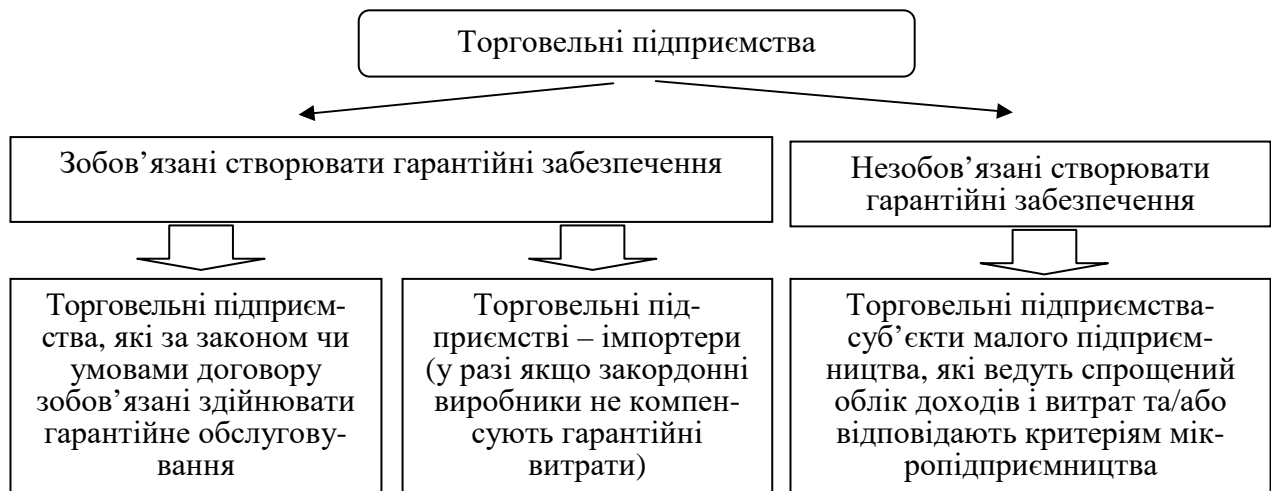 Торговельні підприємства
Зобов’язані створювати гарантійні забезпечення
Незобов’язані створювати
гарантійні забезпечення
Торговельні підприєм-
ства, які за законом чи
умовами договору
зобов’язані здійнювати
гарантійне обслугову-
вання
Торговельні під-
приємстві – імпортери
(у разі якщо закордонні
виробники не компен-
сують гарантійні
витрати)
Торговельні підприємства-
суб’єкти малого підприєм-
ництва, які ведуть спрощений
облік доходів і витрат та/або
відповідають критеріям мік-
ропідприємництва